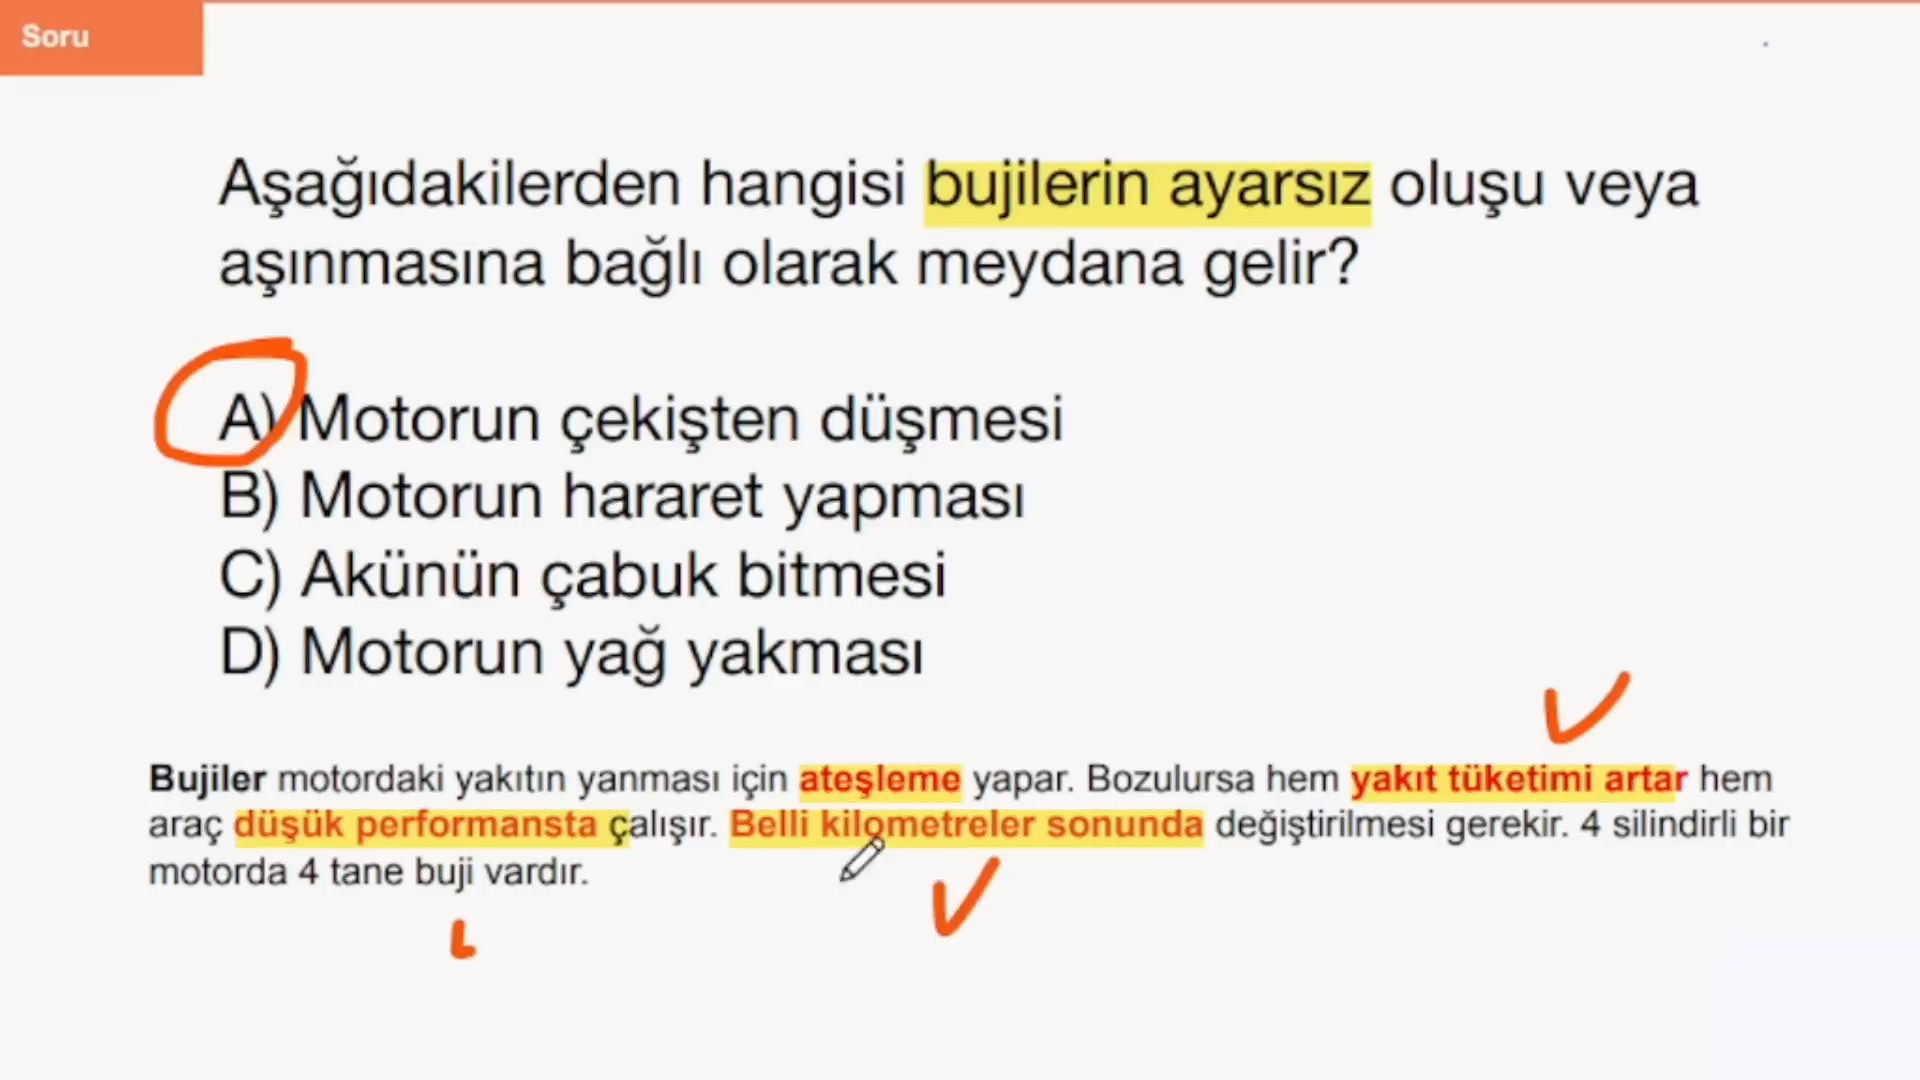 Soru
Aşağıdakilerden hangisi bujilerin ayarsız oluşu veya
aşınmasına bağlı olarak meydana gelir?
A) Motorun çekişten düşmesi
B) Motorun hararet yapması
C) Akünün çabuk bitmesi
D) Motorun yağ yakması
Bujiler motordaki yakıtın yanması için ateşleme yapar. Bozulursa hem yakıt tüketimi artar hem
araç düşük performansta çalışır. Belli kilometreler sonunda değiştirilmesi gerekir. 4 silindirli bir
motorda 4 tane buji vardır.